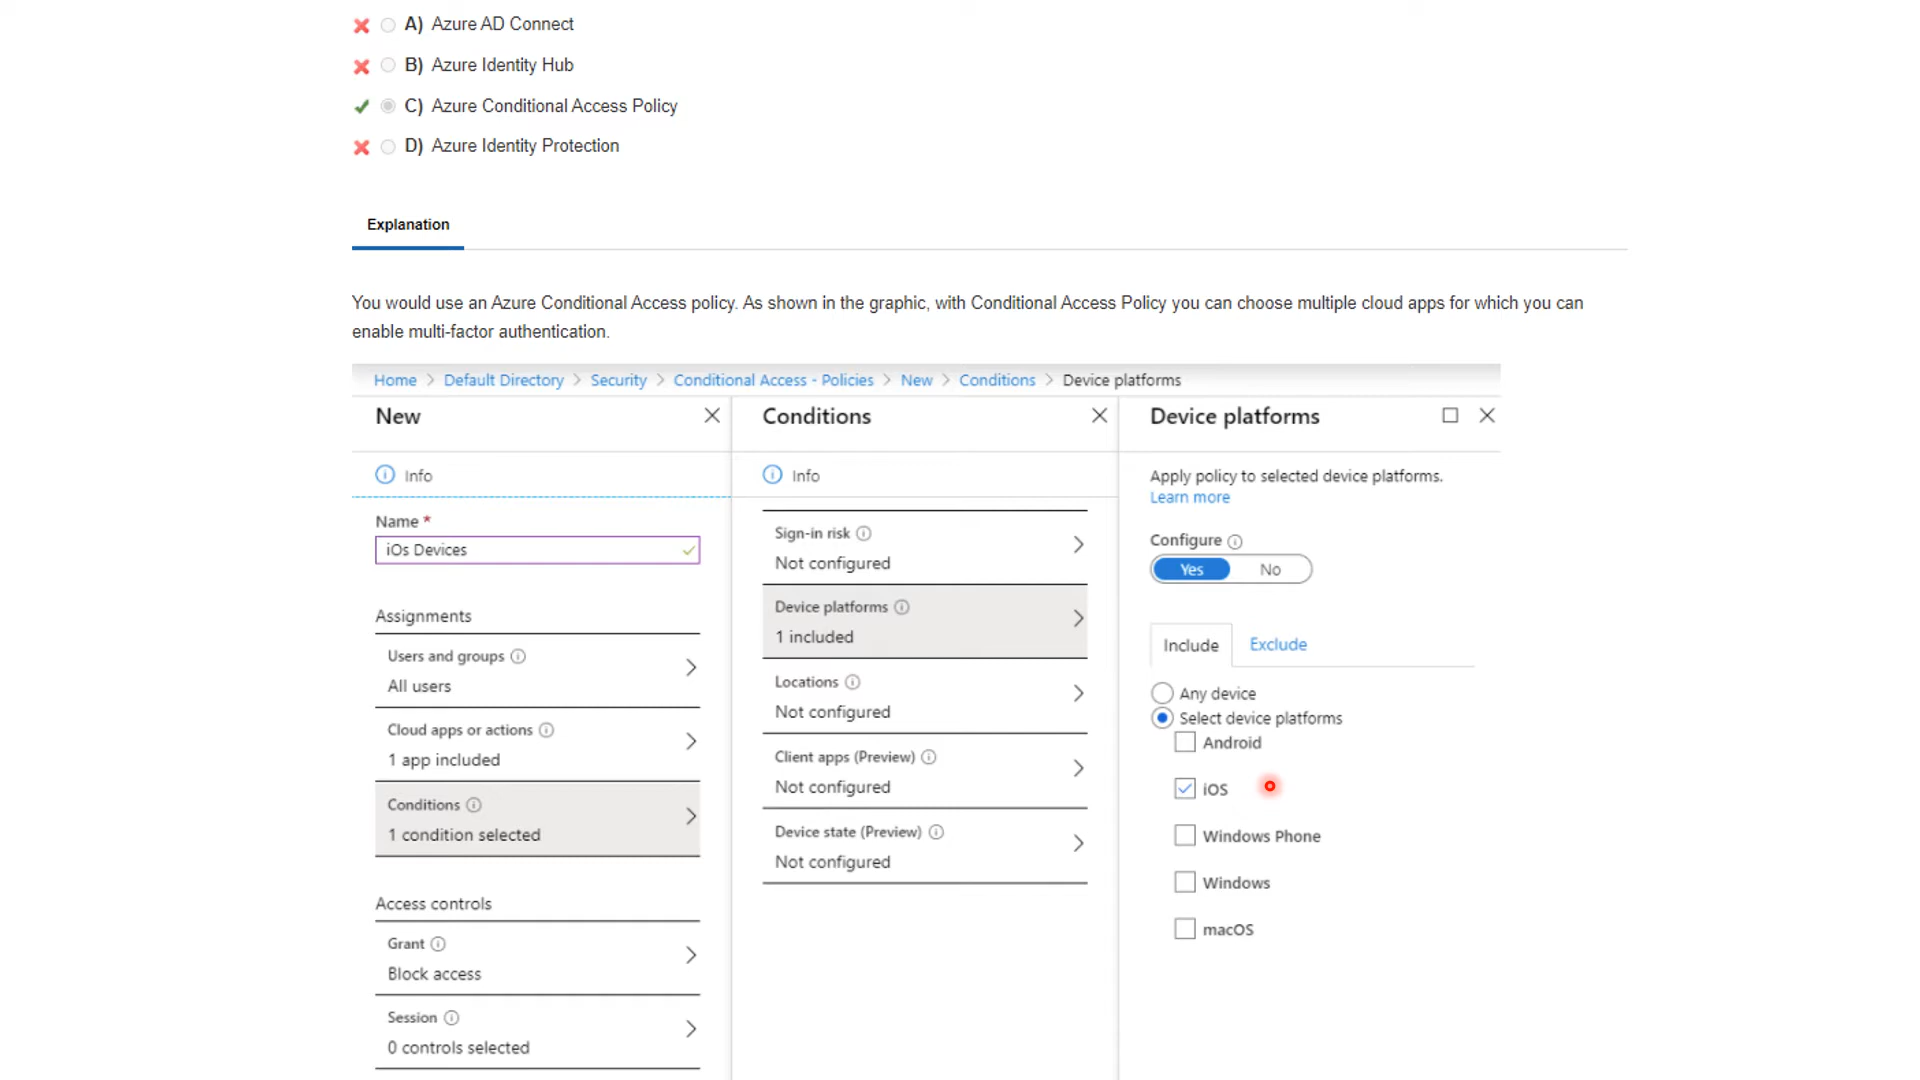 A) Azure AD Connect
B) Azure Identity Hub
C) Azure Conditional Access Policy
D) Azure Identity Protection
Explanation
You would use an Azure Conditional Access policy. As shown in the graphic, with Conditional Access Policy you can choose multiple cloud apps for which you can
enable multi-factor authentication.
Home > Default Directory > Security > Conditional Access - Policies > New > Conditions > Device platforms
New
Info
Name *
iOs Devices
Assignments
Users and groups
All users
Cloud apps or actions
1 app included
Conditions
1 condition selected
Access controls
Grant
Block access
Session
0 controls selected
Conditions
Info
Sign-in risk
Not configured
Device platforms
1 included
Locations
Not configured
Client apps (Preview)
Not configured
Device state (Preview)
Not configured
Device platforms
Apply policy to selected device platforms.
Learn more
Configure
Yes No
Include Exclude
Any device
Select device platforms
Android
iOS
Windows Phone
Windows
macOS